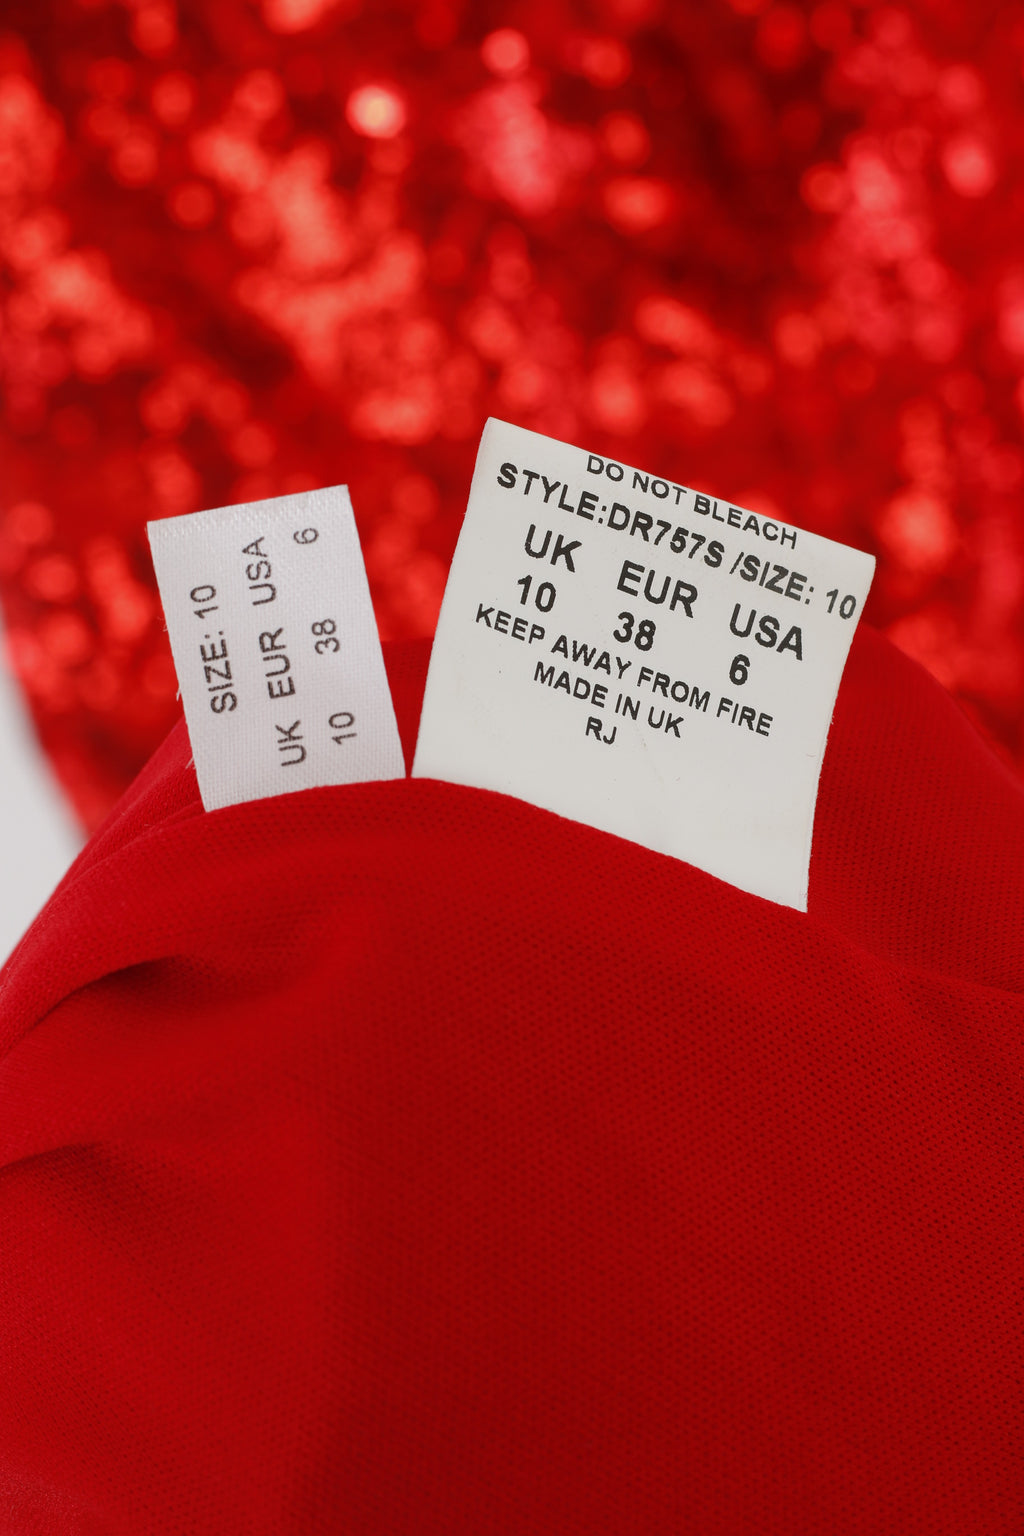 SIZE: 10
UK EUR USA
10 38 6
DO NOT BLEACH
STYLE:DR757S /SIZE: 10
UK EUR USA
10 38 6
KEEP AWAY FROM FIRE
MADE IN UK
RJ